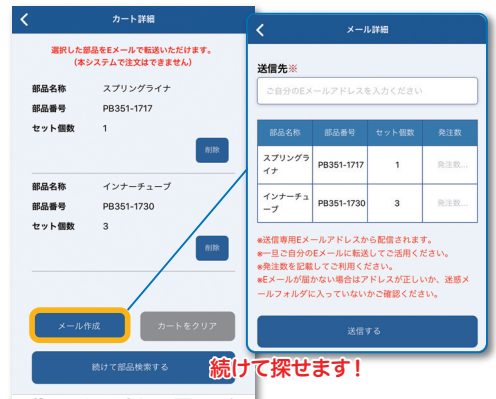 カート詳細
選択した部品をEメールで転送いただけます。
(本システムで注文はできません)
部品名称 スプリングライナ
部品番号 PB351-1717
セット個数 1
削除
部品名称 インナーチューブ
部品番号 PB351-1730
セット個数 3
削除
メール作成 カートをクリア
続けて部品検索する
メール詳細
送信先※
ご自分のEメールアドレスを入力ください
部品名称 部品番号 セット個数 発注数
スプリングラ
イナ PB351-1717 1 発注数...
インナーチュ
ーブ PB351-1730 3 発注数...
※送信専用Eメールアドレスから配信されます。
※一旦ご自分のEメールに転送してご活用ください。
※発注数を記載してご利用ください。
※Eメールが届かない場合はアドレスが正しいか、迷惑メ
ールフォルダに入っていないかご確認ください。
送信する
続けて探せます!